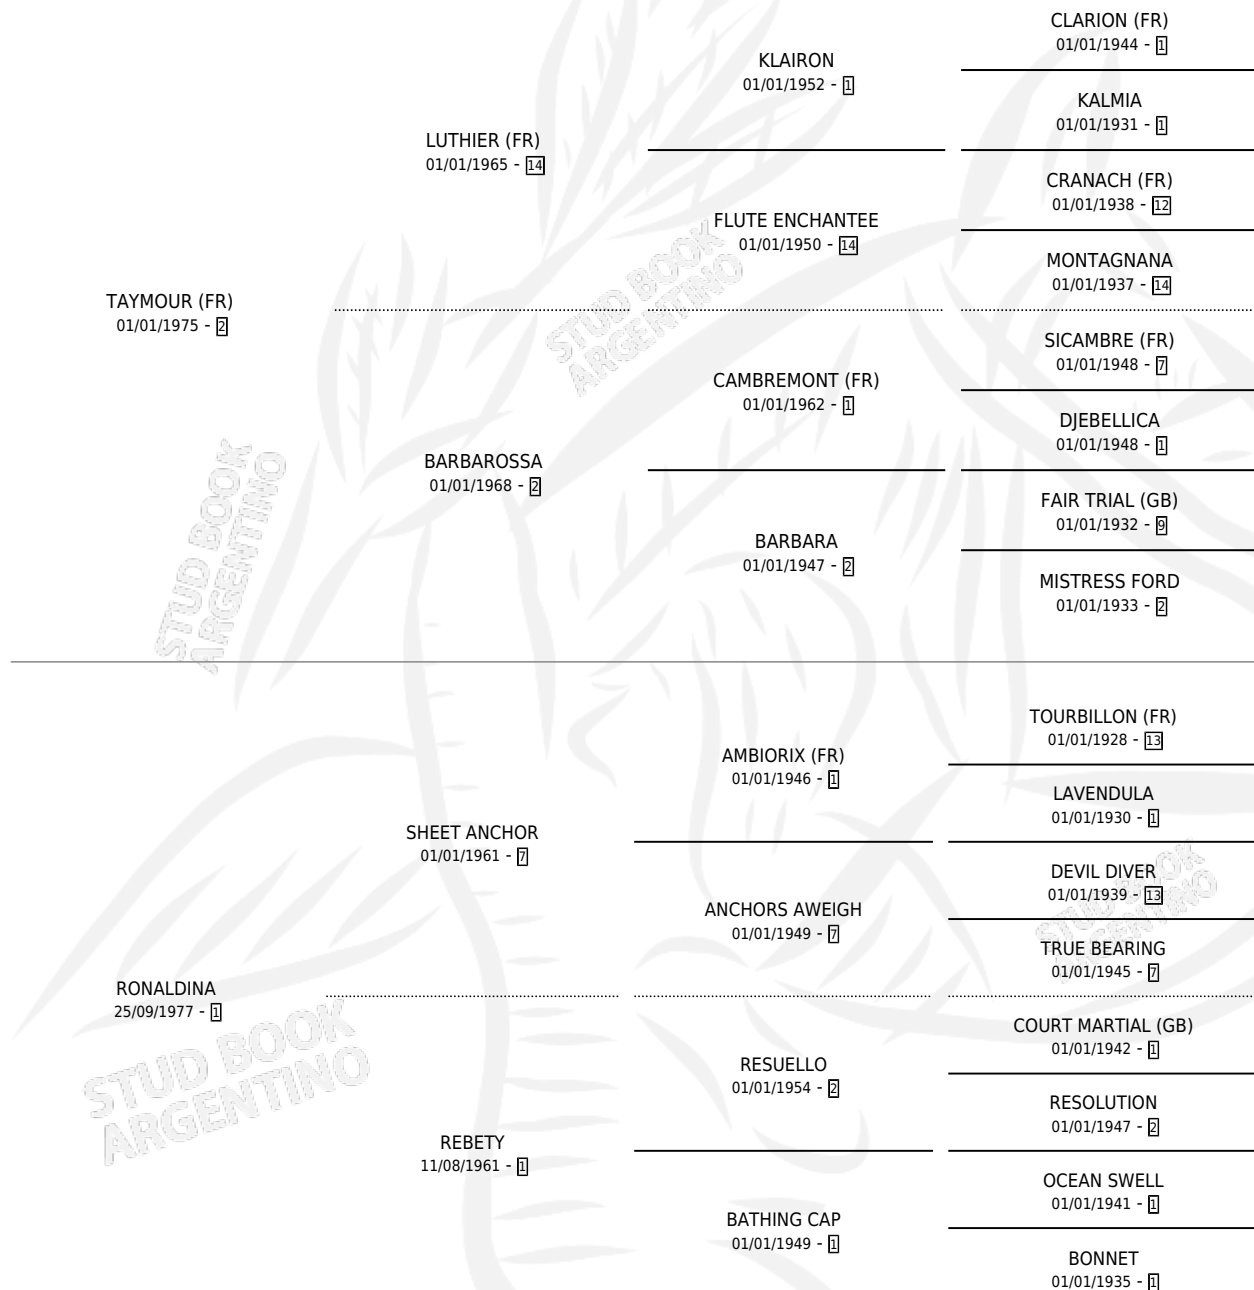 CLARION (FR)
01/01/1944 - 1
KLAIRON
01/01/1952 - 1
KALMIA
01/01/1931 - 1
LUTHIER (FR)
01/01/1965 - 14
CRANACH (FR)
01/01/1938 - 12
FLUTE ENCHANTEE
01/01/1950 - 14
MONTAGNANA
01/01/1937 - 14
TAYMOUR (FR)
01/01/1975 - 2
SICAMBRE (FR)
01/01/1948 - 7
CAMBREMONT (FR)
01/01/1962 - 1
DJEBELLICA
01/01/1948 - 1
BARBAROSSA
01/01/1968 - 2
FAIR TRIAL (GB)
01/01/1932 - 9
BARBARA
01/01/1947 - 2
MISTRESS FORD
01/01/1933 - 2
STUD BOOK
ARGENTINO
STUD BOOK
ARGENTINO
TOURBILLON (FR)
01/01/1928 - 13
AMBIORIX (FR)
01/01/1946 - 1
LAVENDULA
01/01/1930 - 1
SHEET ANCHOR
01/01/1961 - 7
DEVIL DIVER
01/01/1939 - 13
ANCHORS AWEIGH
01/01/1949 - 7
TRUE BEARING
01/01/1945 - 7
STUD BOOK
ARGENTINO
RONALDINA
25/09/1977 - 1
COURT MARTIAL (GB)
01/01/1942 - 1
RESUELLO
01/01/1954 - 2
RESOLUTION
01/01/1947 - 2
REBETY
11/08/1961 - 1
OCEAN SWELL
01/01/1941 - 1
BATHING CAP
01/01/1949 - 1
BONNET
01/01/1935 - 1
STUD BOOK
ARGENTINO